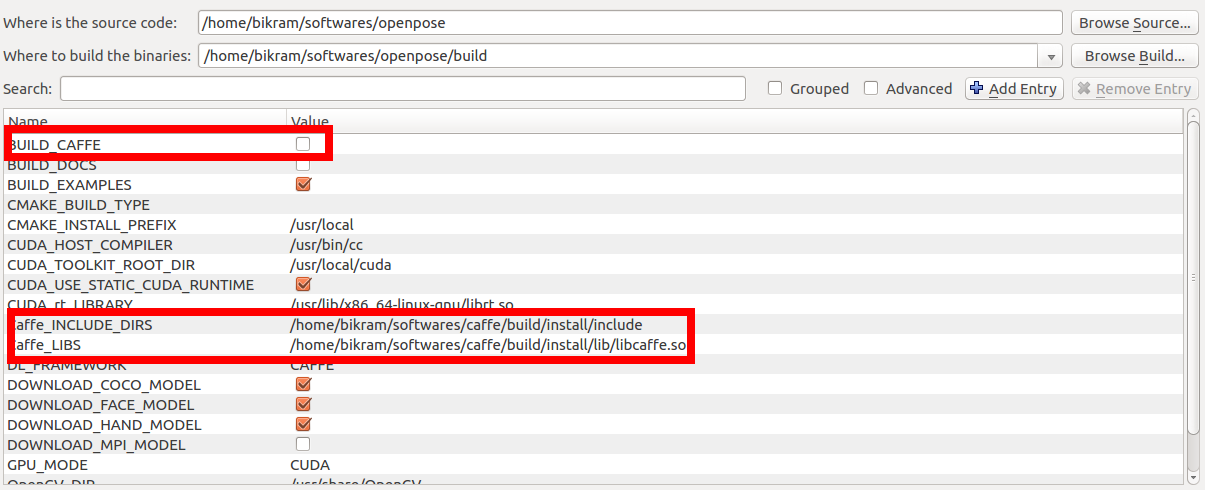 Where is the source code: /home/bikram/softwares/openpose Browse Source...
Where to build the binaries: /home/bikram/softwares/openpose/build Browse Build...
Search: Grouped Advanced Add Entry Remove Entry
Name Value
BUILD_CAFFE
BUILD_DOCS
BUILD_EXAMPLES
CMAKE_BUILD_TYPE
CMAKE_INSTALL_PREFIX /usr/local
CUDA_HOST_COMPILER /usr/bin/cc
CUDA_TOOLKIT_ROOT_DIR /usr/local/cuda
CUDA_USE_STATIC_CUDA_RUNTIME
CUDA_rt_LIBRARY /usr/lib/x86_64-linux-gnu/librt.so
Caffe_INCLUDE_DIRS /home/bikram/softwares/caffe/build/install/include
Caffe_LIBS /home/bikram/softwares/caffe/build/install/lib/libcaffe.so
DL_FRAMEWORK CAFFE
DOWNLOAD_COCO_MODEL
DOWNLOAD_FACE_MODEL
DOWNLOAD_HAND_MODEL
DOWNLOAD_MPI_MODEL
GPU_MODE CUDA
OpenCV_DIR /usr/share/OpenCV